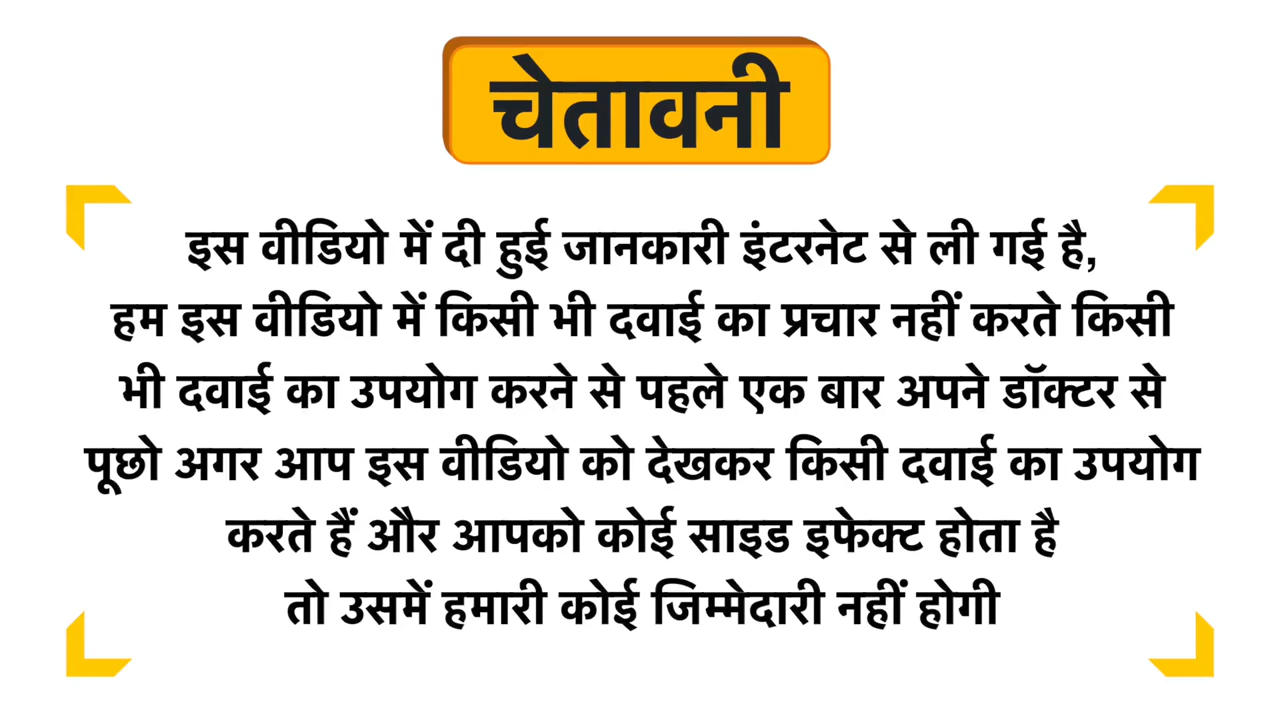 चेतावनी
इस वीडियो में दी हुई जानकारी इंटरनेट से ली गई है,
हम इस वीडियो में किसी भी दवाई का प्रचार नहीं करते किसी
भी दवाई का उपयोग करने से पहले एक बार अपने डॉक्टर से
पूछो अगर आप इस वीडियो को देखकर किसी दवाई का उपयोग
करते हैं और आपको कोई साइड इफेक्ट होता है
तो उसमें हमारी कोई जिम्मेदारी नहीं होगी